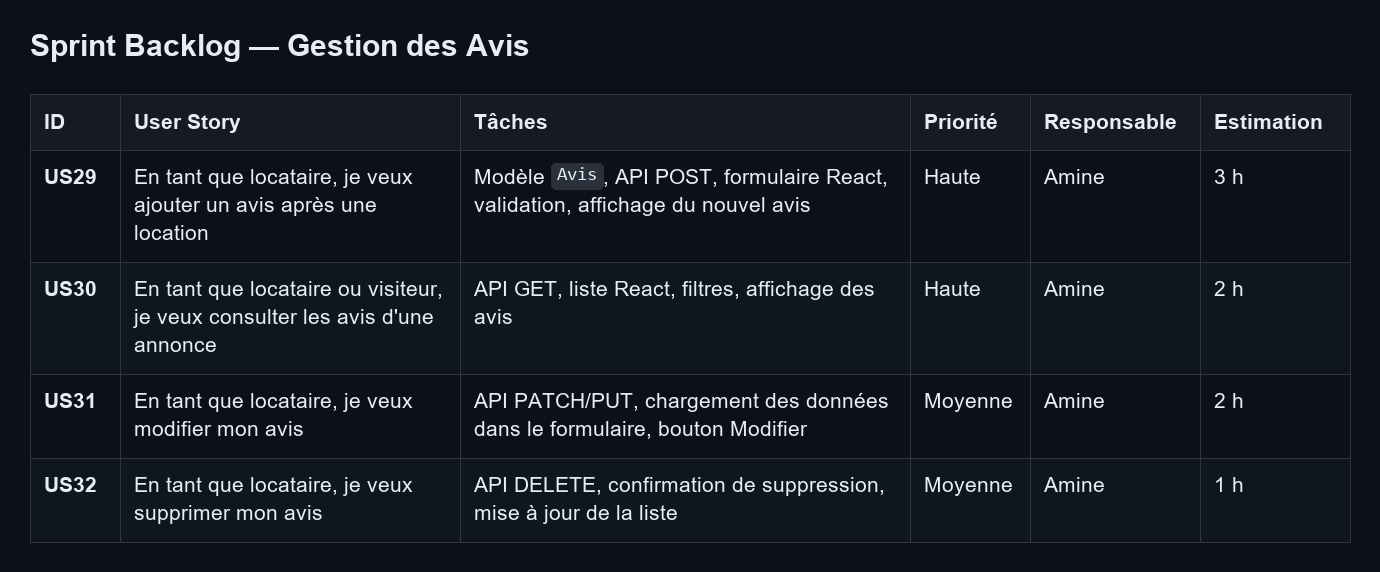 Sprint Backlog — Gestion des Avis
ID User Story Tâches Priorité Responsable Estimation
US29 En tant que locataire, je veux Modèle Avis, API POST, formulaire React, Haute Amine 3 h
ajouter un avis après une validation, affichage du nouvel avis
location
US30 En tant que locataire ou visiteur, API GET, liste React, filtres, affichage des Haute Amine 2 h
je veux consulter les avis d'une avis
annonce
US31 En tant que locataire, je veux API PATCH/PUT, chargement des données Moyenne Amine 2 h
modifier mon avis dans le formulaire, bouton Modifier
US32 En tant que locataire, je veux API DELETE, confirmation de suppression, Moyenne Amine 1 h
supprimer mon avis mise à jour de la liste